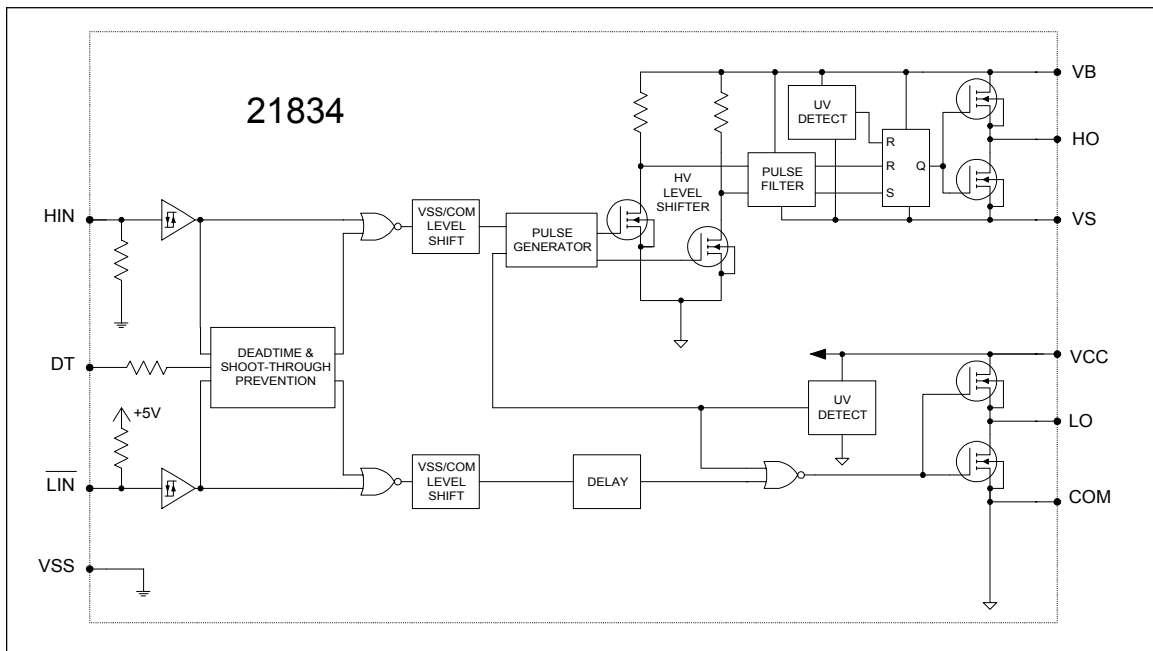 21834
VB
UV
DETECT
HO
R
R
Q
S
PULSE
FILTER
HV
LEVEL
SHIFTER
VS
HIN
VSS/COM
LEVEL
SHIFT
PULSE
GENERATOR
DT
DEADTIME &
SHOOT-THROUGH
PREVENTION
VCC
UV
DETECT
+5V
LO
LIN
VSS/COM
LEVEL
SHIFT
DELAY
COM
VSS